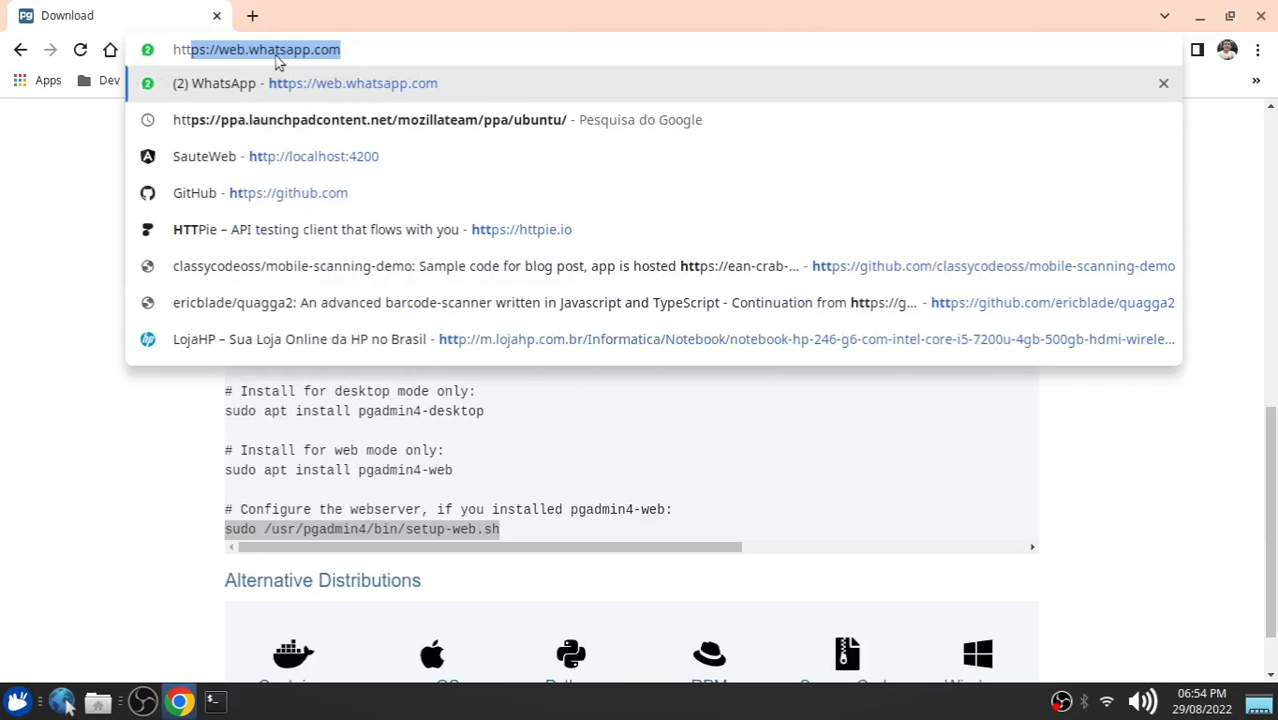 Download
https://web.whatsapp.com
(2) WhatsApp - https://web.whatsapp.com
https://ppa.launchpadcontent.net/mozillateam/ppa/ubuntu/ - Pesquisa do Google
SauteWeb - http://localhost:4200
GitHub - https://github.com
HTTPie – API testing client that flows with you - https://httpie.io
classycodeoss/mobile-scanning-demo: Sample code for blog post, app is hosted https://ean-crab-... - https://github.com/classycodeoss/mobile-scanning-demo
ericblade/quagga2: An advanced barcode-scanner written in Javascript and TypeScript - Continuation from https://g... - https://github.com/ericblade/quagga2
LojaHP – Sua Loja Online da HP no Brasil - http://m.lojahp.com.br/Informatica/Notebook/notebook-hp-246-g6-com-intel-core-i5-7200u-4gb-500gb-hdmi-wirele...
Apps
Dev
»
# Install for desktop mode only:
sudo apt install pgadmin4-desktop
# Install for web mode only:
sudo apt install pgadmin4-web
# Configure the webserver, if you installed pgadmin4-web:
sudo /usr/pgadmin4/bin/setup-web.sh
Alternative Distributions
06:54 PM
29/08/2022